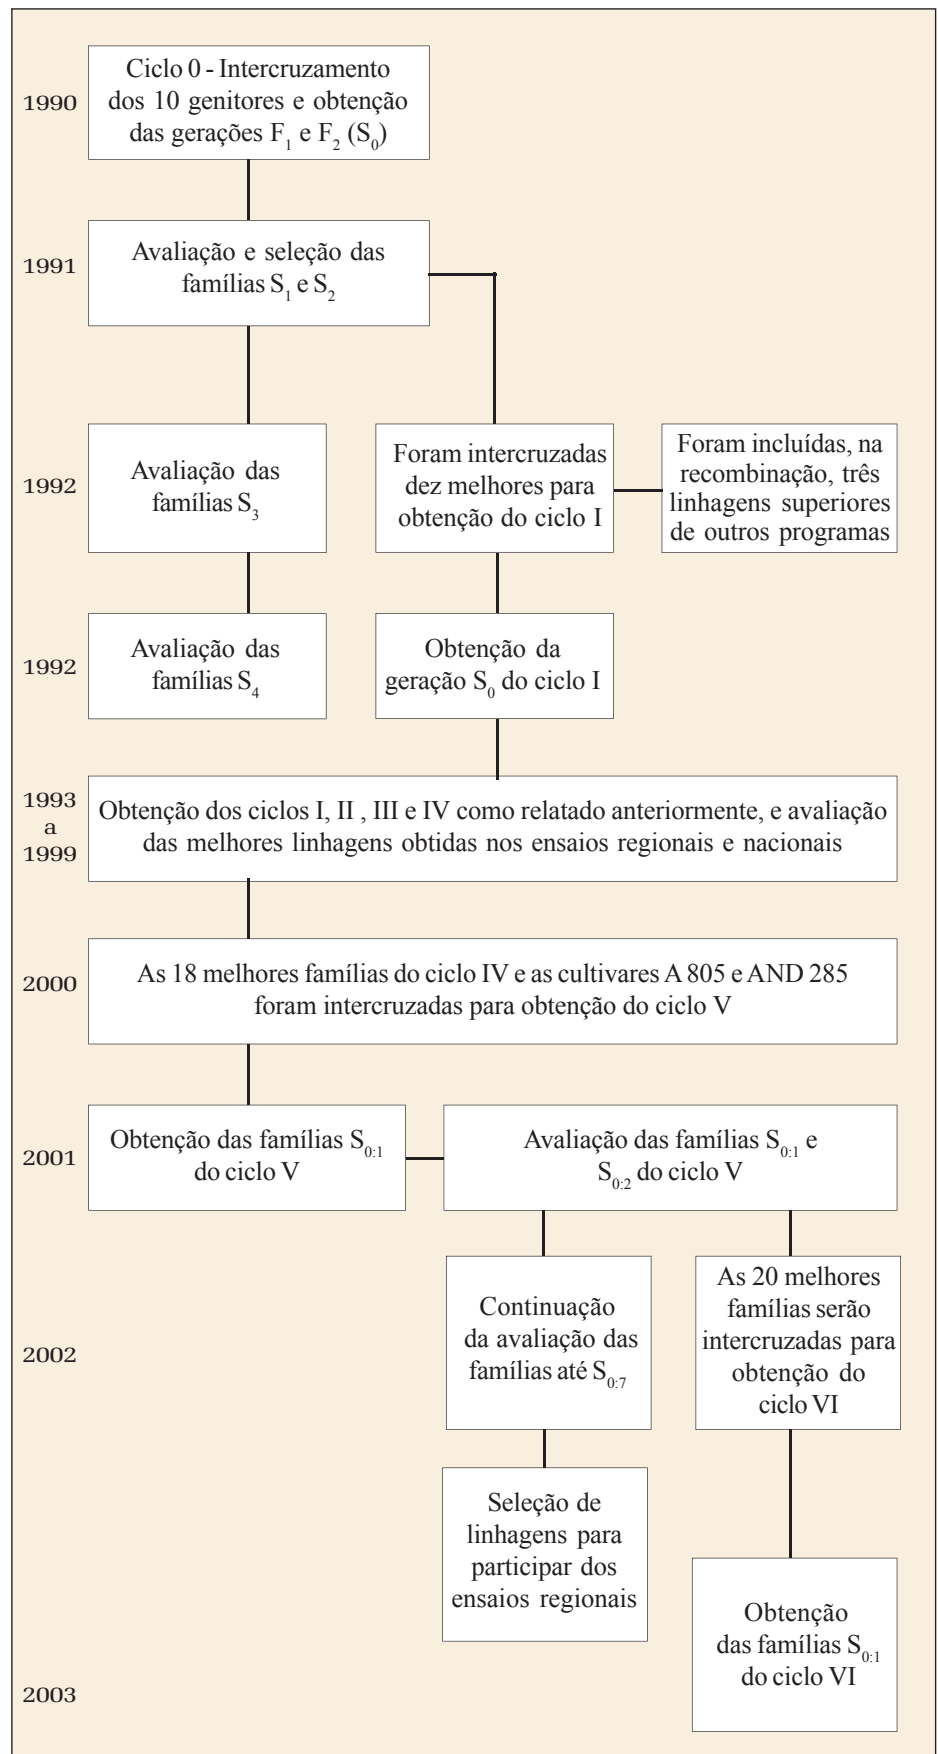 1990
Ciclo 0 - Intercruzamento
dos 10 genitores e obtenção
das gerações F1 e F2 (S0)
1991
Avaliação e seleção das
famílias S1 e S2
1992
Avaliação das
famílias S3
Foram intercruzadas
dez melhores para
obtenção do ciclo I
Foram incluídas, na
recombinação, três
linhagens superiores
de outros programas
1992
Avaliação das
famílias S4
Obtenção da
geração S0 do ciclo I
1993
a
1999
Obtenção dos ciclos I, II , III e IV como relatado anteriormente, e avaliação
das melhores linhagens obtidas nos ensaios regionais e nacionais
2000
As 18 melhores famílias do ciclo IV e as cultivares A 805 e AND 285
foram intercruzadas para obtenção do ciclo V
2001
Obtenção das famílias S0:1
do ciclo V
Avaliação das famílias S0:1 e
S0:2 do ciclo V
2002
Continuação
da avaliação das
famílias até S0:7
As 20 melhores
famílias serão
intercruzadas para
obtenção do
ciclo VI
Seleção de
linhagens para
participar dos
ensaios regionais
2003
Obtenção
das famílias S0:1
do ciclo VI